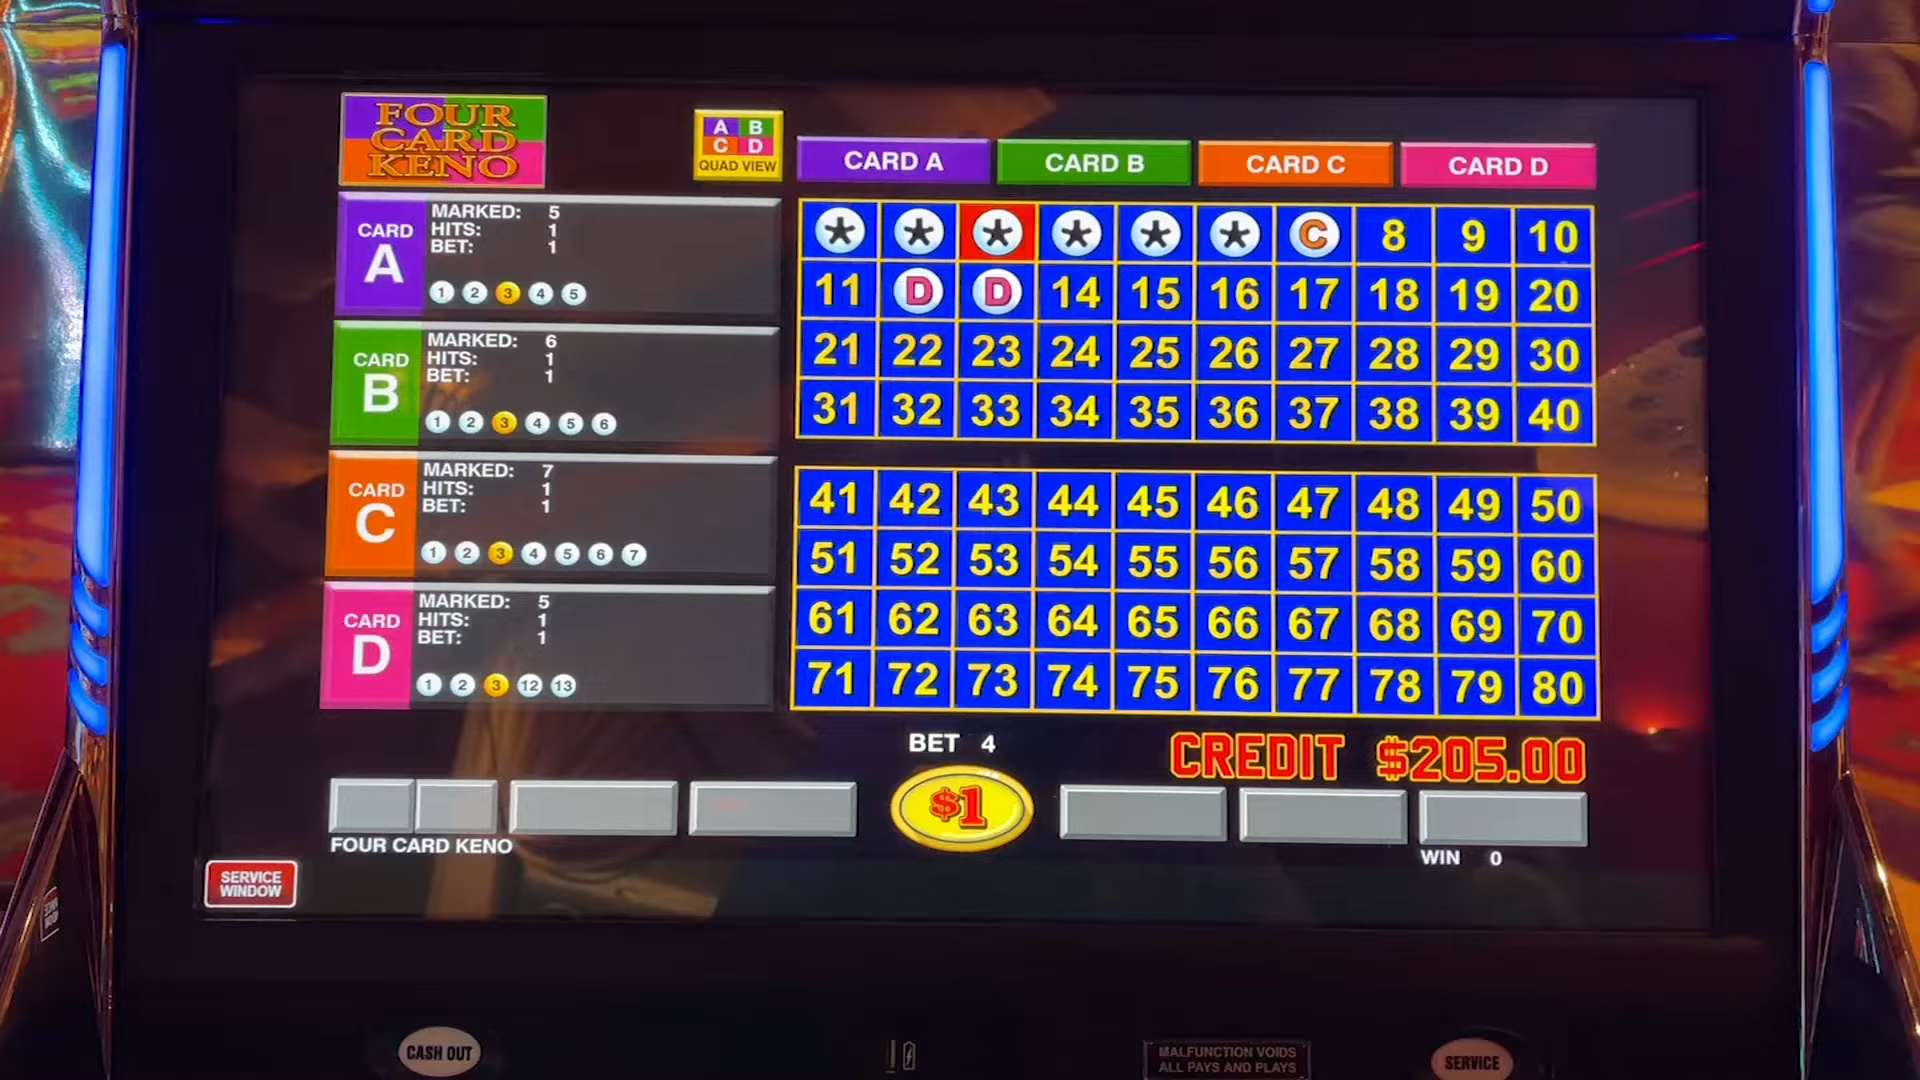 FOUR
CARD
KENO
A B
C D
QUAD VIEW
CARD A
CARD B
CARD C
CARD D
CARD
A
MARKED: 5
HITS: 1
BET: 1
1 2 3 4 5
CARD
B
MARKED: 6
HITS: 1
BET: 1
1 2 3 4 5 6
CARD
C
MARKED: 7
HITS: 1
BET: 1
1 2 3 4 5 6 7
CARD
D
MARKED: 5
HITS: 1
BET: 1
1 2 3 12 13
* * * * * * C 8 9 10
11 D D 14 15 16 17 18 19 20
21 22 23 24 25 26 27 28 29 30
31 32 33 34 35 36 37 38 39 40
41 42 43 44 45 46 47 48 49 50
51 52 53 54 55 56 57 58 59 60
61 62 63 64 65 66 67 68 69 70
71 72 73 74 75 76 77 78 79 80
BET 4
CREDIT $205.00
$1
FOUR CARD KENO
WIN 0
SERVICE
WINDOW
CASH OUT
MALFUNCTION VOIDS
ALL PAYS AND PLAYS
SERVICE